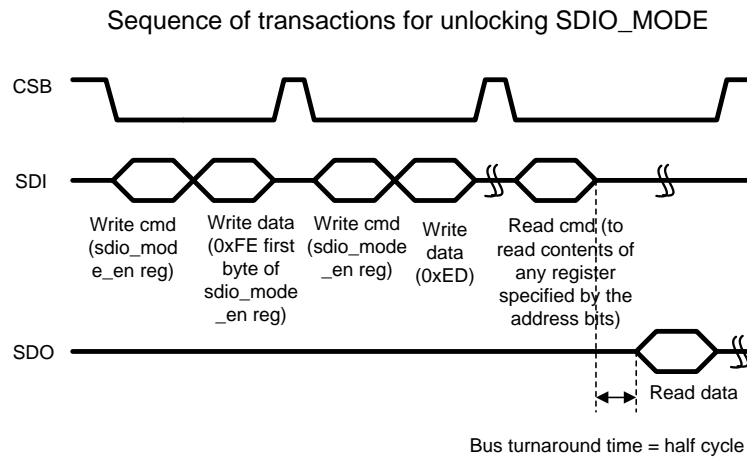 Sequence of transactions for unlocking SDIO_MODE
CSB
SDI
Write cmd
(sdio_mod
e_en reg)
Write data
(0xFE first
byte of
sdio_mode
_en reg)
Write cmd
(sdio_mode
_en reg)
Write
data
(0xED)
Read cmd (to
read contents of
any register
specified by the
address bits)
SDO
Read data
Bus turnaround time = half cycle